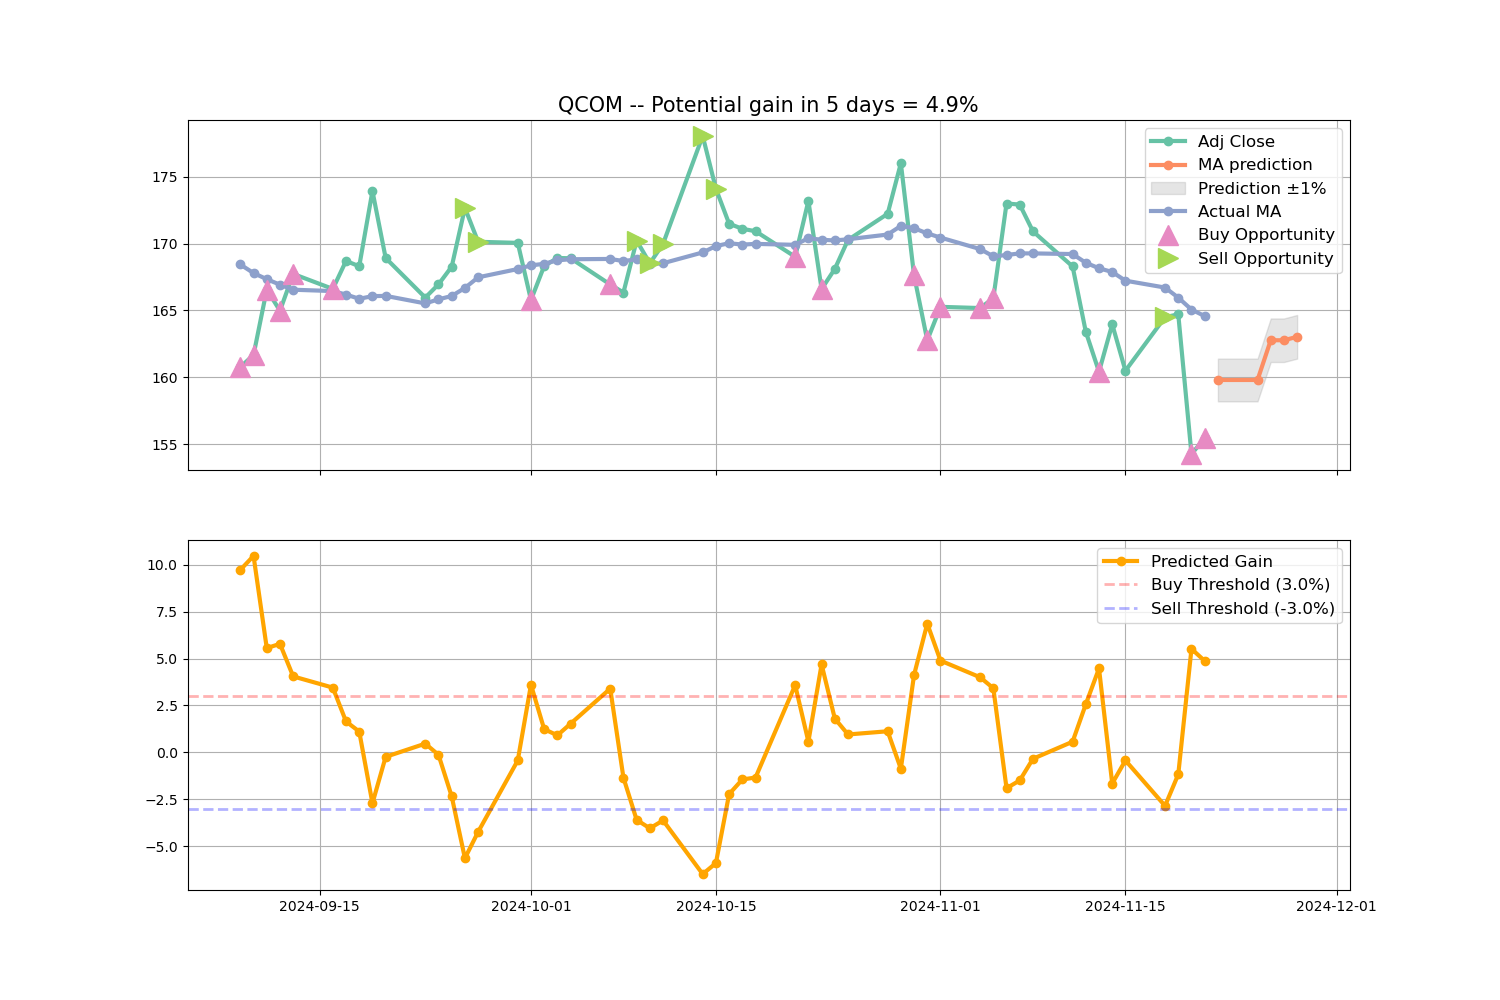 QCOM -- Potential gain in 5 days = 4.9%
175
170
165
160
155
Adj Close
MA prediction
Prediction ±1%
Actual MA
Buy Opportunity
Sell Opportunity
10.0
7.5
5.0
2.5
0.0
−2.5
−5.0
Predicted Gain
Buy Threshold (3.0%)
Sell Threshold (-3.0%)
2024-09-15
2024-10-01
2024-10-15
2024-11-01
2024-11-15
2024-12-01